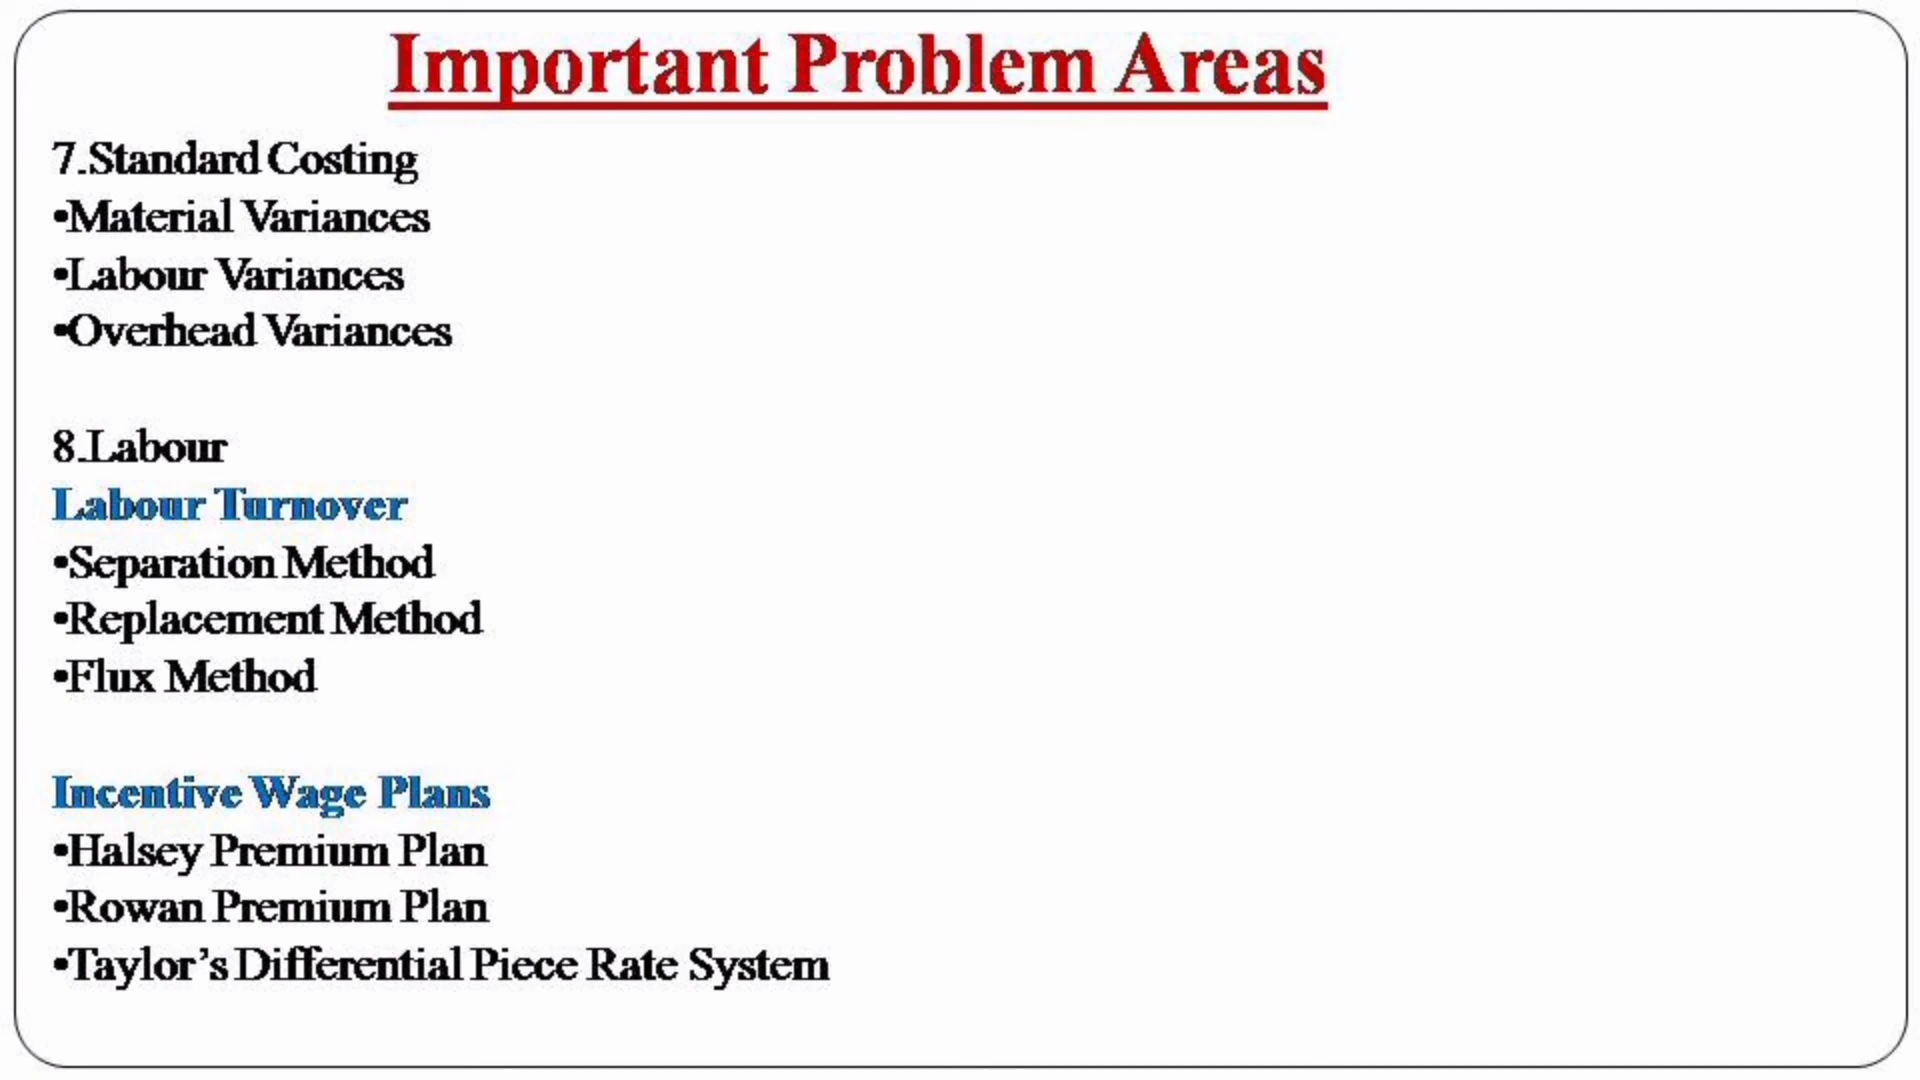 Important Problem Areas
7.Standard Costing
•Material Variances
•Labour Variances
•Overhead Variances
8.Labour
Labour Turnover
•Separation Method
•Replacement Method
•Flux Method
Incentive Wage Plans
•Halsey Premium Plan
•Rowan Premium Plan
•Taylor’s Differential Piece Rate System